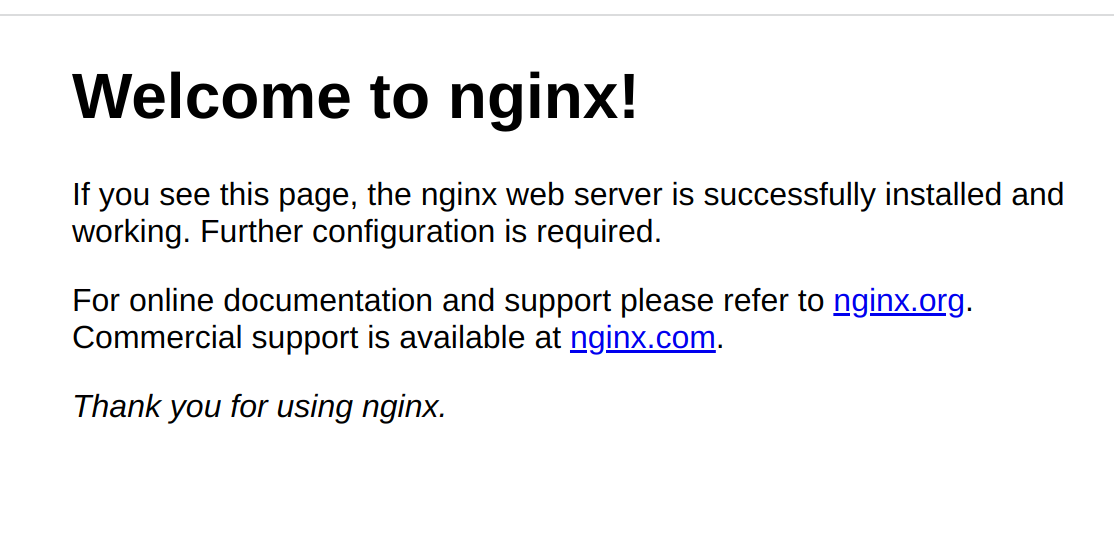 Welcome to nginx!
If you see this page, the nginx web server is successfully installed and
working. Further configuration is required.
For online documentation and support please refer to nginx.org.
Commercial support is available at nginx.com.
Thank you for using nginx.